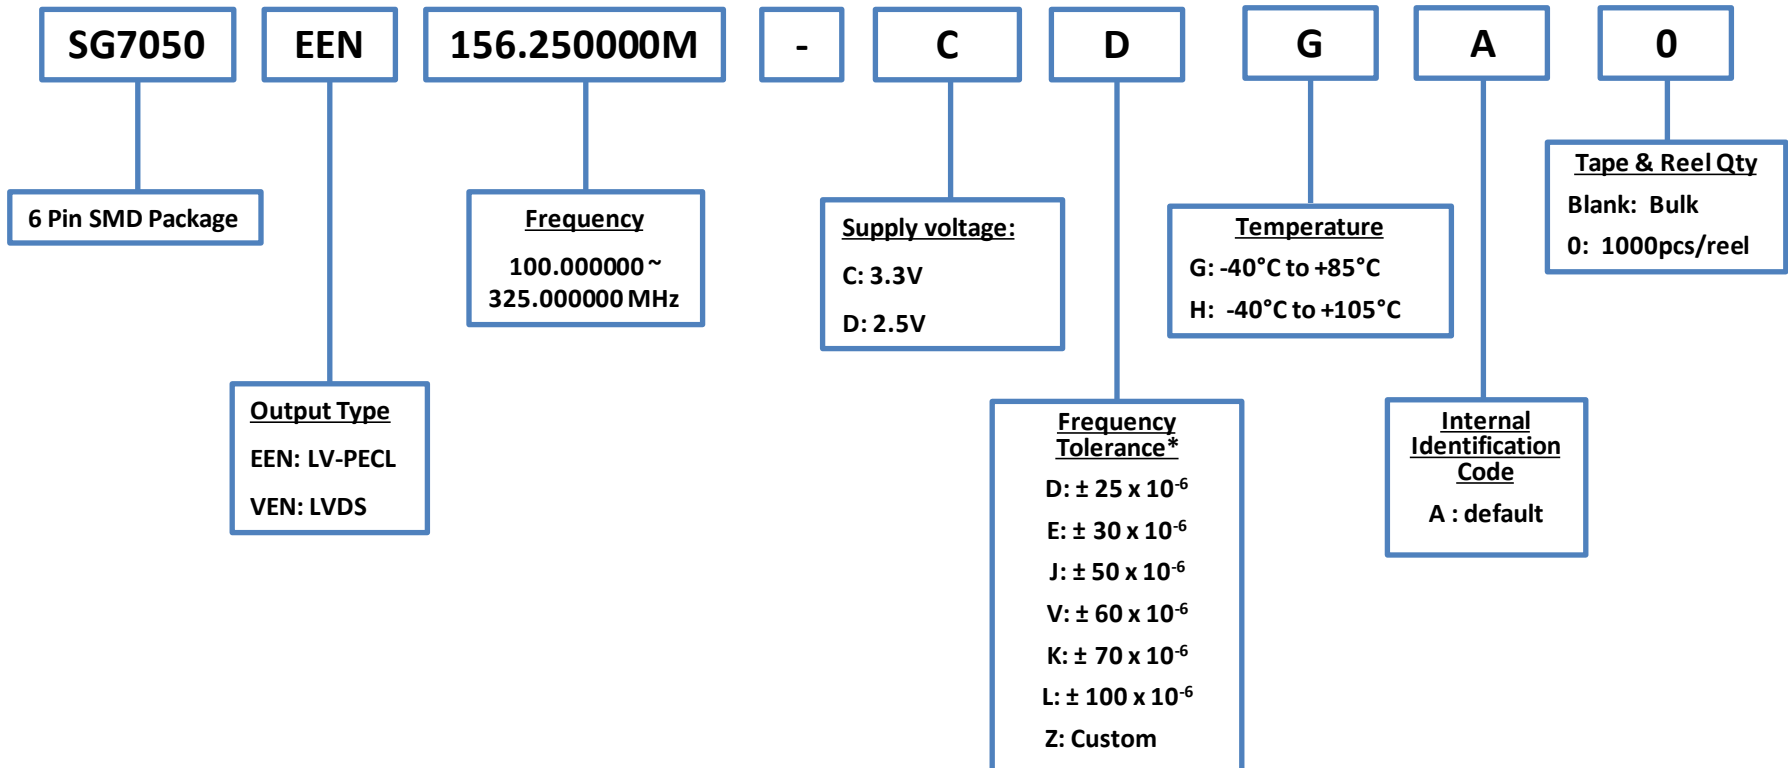 SG7050 EEN 156.250000M - C D G A 0
6 Pin SMD Package
Output Type
EEN: LV-PECL
VEN: LVDS
Frequency
100.000000 ~
325.000000 MHz
Supply voltage:
C: 3.3V
D: 2.5V
Frequency
Tolerance*
D: ± 25 x 10⁻⁶
E: ± 30 x 10⁻⁶
J: ± 50 x 10⁻⁶
V: ± 60 x 10⁻⁶
K: ± 70 x 10⁻⁶
L: ± 100 x 10⁻⁶
Z: Custom
Temperature
G: -40°C to +85°C
H: -40°C to +105°C
Internal
Identification
Code
A : default
Tape & Reel Qty
Blank: Bulk
0: 1000pcs/reel